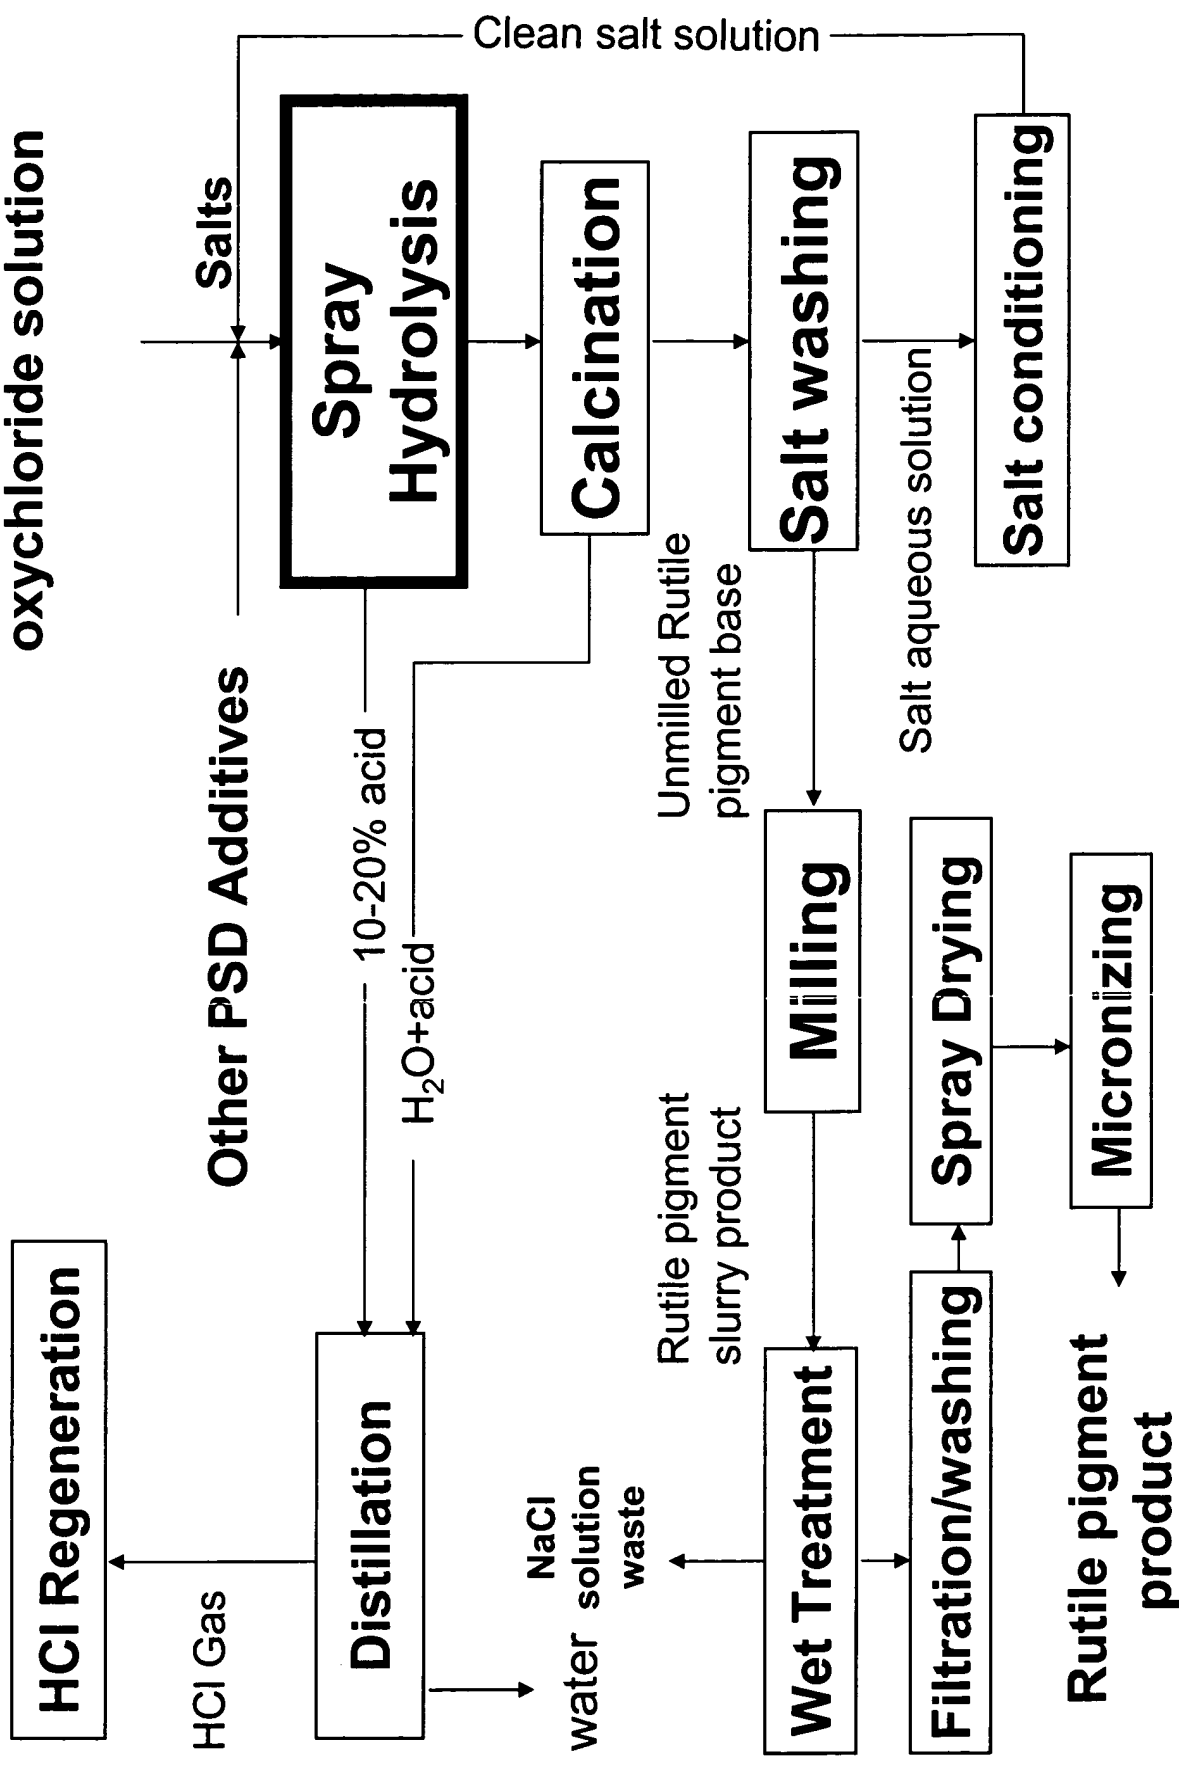 oxychloride solution
Salts
Clean salt solution
Other PSD Additives
Spray
Hydrolysis
10-20% acid
H₂O+acid
Calcination
HCl Regeneration
HCl Gas
Distillation
water
NaCl
solution
waste
Salt washing
Unmilled Rutile
pigment base
Salt aqueous solution
Salt conditioning
Milling
Rutile pigment
slurry product
Wet Treatment
Filtration/washing
Spray Drying
Micronizing
Rutile pigment
product